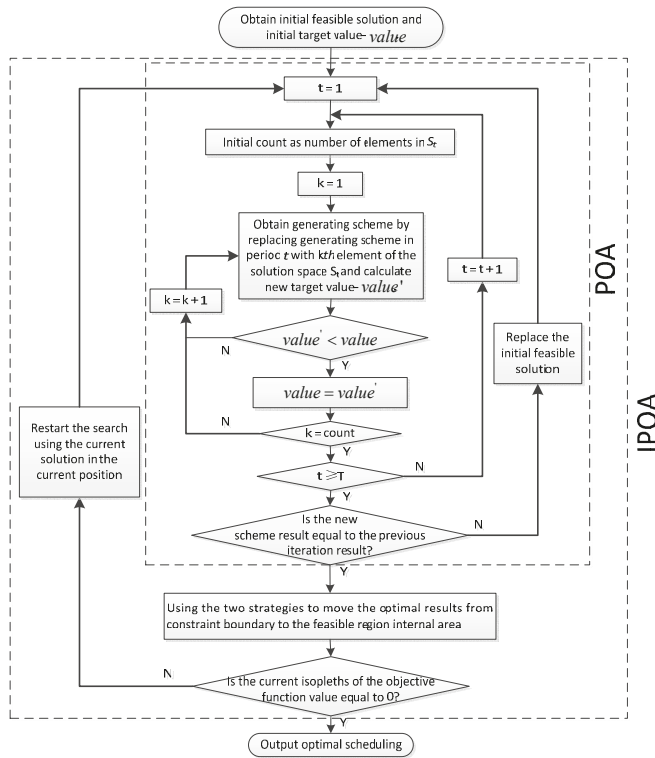 Obtain initial feasible solution and
initial target value- value
t = 1
Initial count as number of elements in St
k = 1
Obtain generating scheme by
replacing generating scheme in
period t with kth element of the
solution space St and calculate
new target value- value'
t = t + 1
k = k + 1
value' < value
N
Y
Replace the
initial feasible
solution
value = value'
Restart the search
using the current
solution in the
current position
N
k = count
Y
t ≥ T
N
Y
Is the new
scheme result equal to the previous
iteration result?
N
Y
POA
IPOA
Using the two strategies to move the optimal results from
constraint boundary to the feasible region internal area
N
Is the current isopleths of the objective
function value equal to 0?
Y
Output optimal scheduling